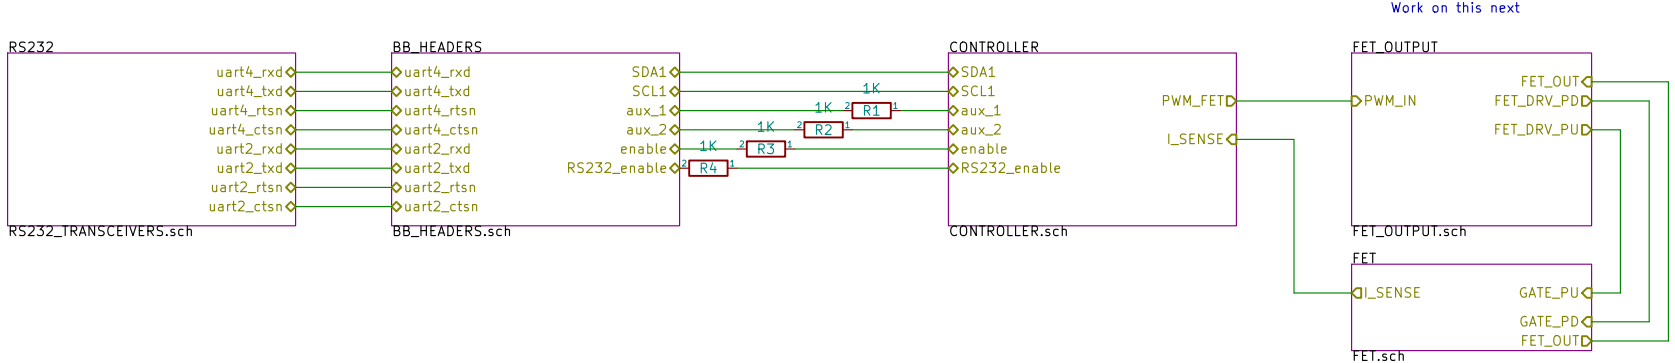 Work on this next
RS232
uart4_rxd
uart4_txd
uart4_rtsn
uart4_ctsn
uart2_rxd
uart2_txd
uart2_rtsn
uart2_ctsn
RS232_TRANSCEIVERS.sch
BB_HEADERS
uart4_rxd
uart4_txd
uart4_rtsn
uart4_ctsn
uart2_rxd
uart2_txd
uart2_rtsn
uart2_ctsn
SDA1
SCL1
aux_1
aux_2
enable
RS232_enable
BB_HEADERS.sch
1K
2 R1 1
1K
2 R2 1
1K
2 R3 1
1K
2 R4 1
CONTROLLER
SDA1
SCL1
aux_1
aux_2
enable
RS232_enable
PWM_FET
I_SENSE
CONTROLLER.sch
FET_OUTPUT
PWM_IN
FET_OUT
FET_DRV_PD
FET_DRV_PU
FET_OUTPUT.sch
FET
I_SENSE
GATE_PU
GATE_PD
FET_OUT
FET.sch